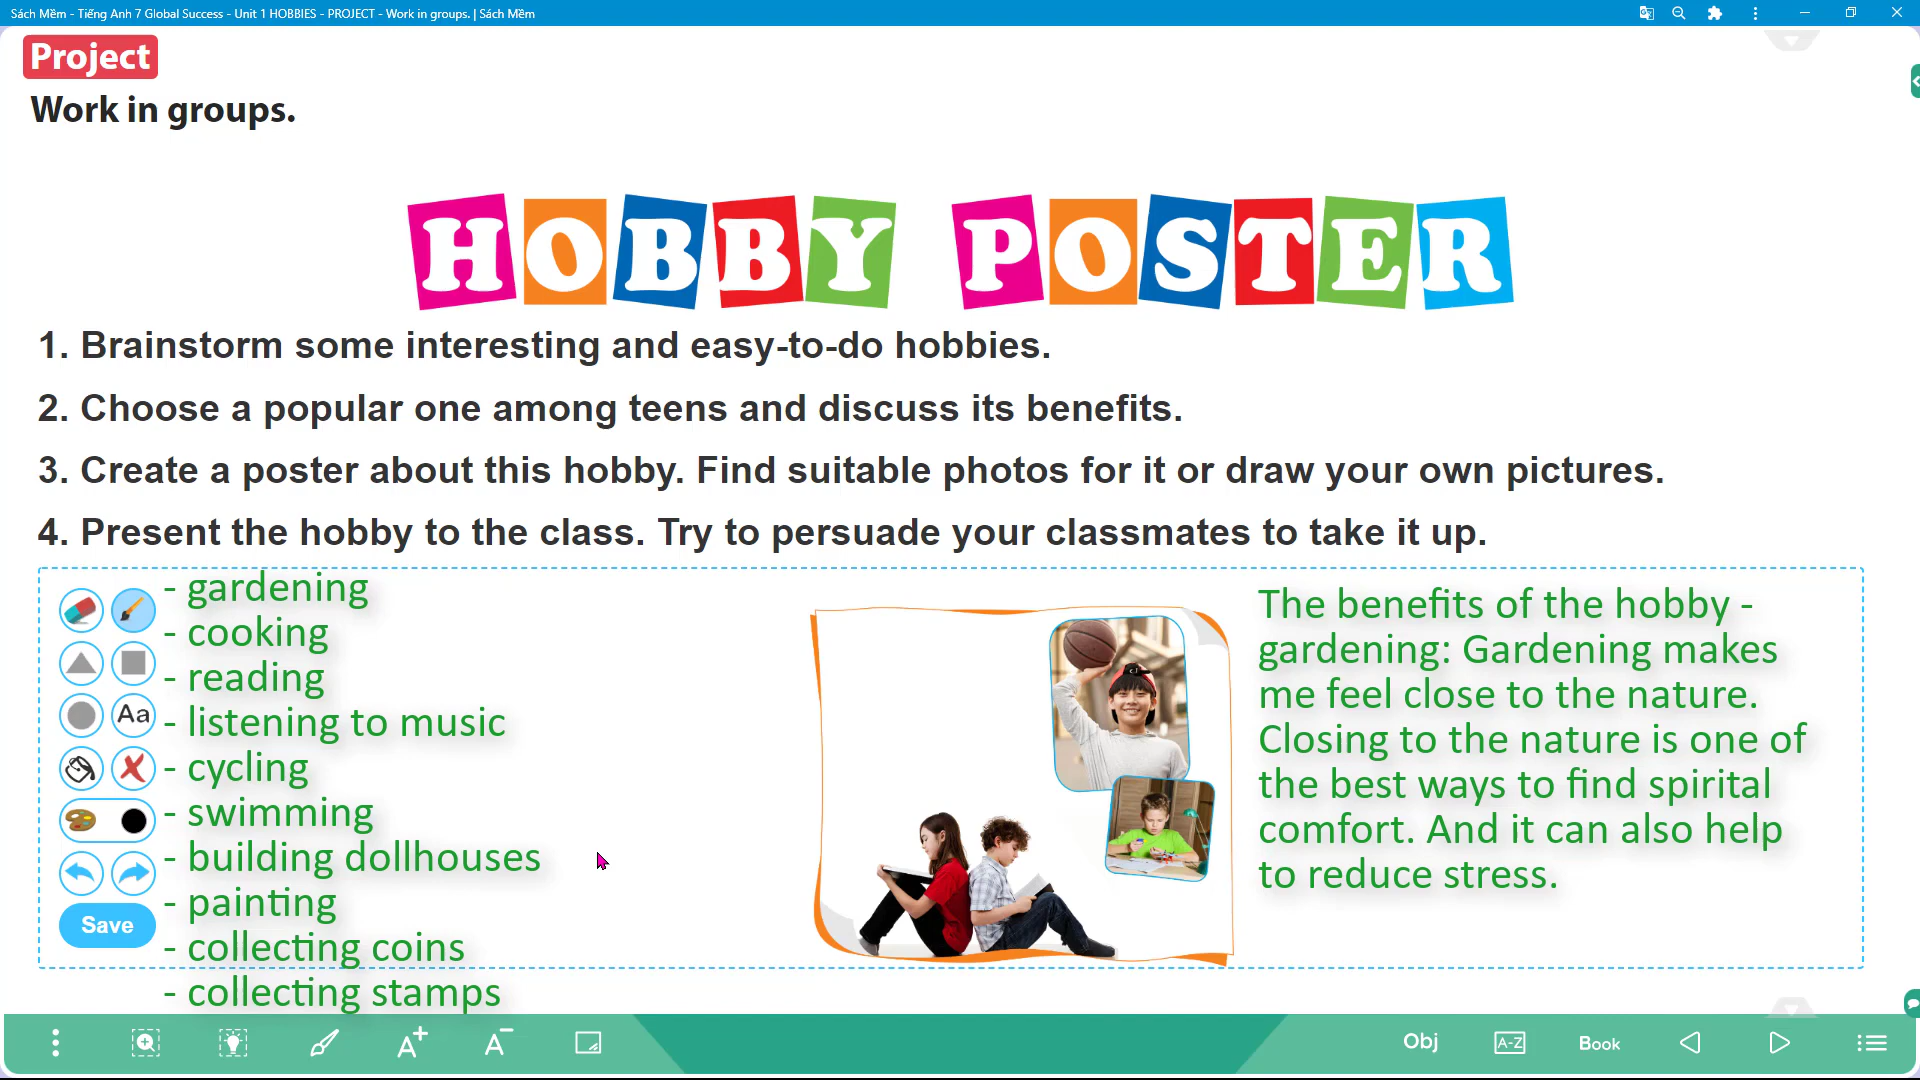 Sách Mềm - Tiếng Anh 7 Global Success - Unit 1 HOBBIES - PROJECT - Work in groups. | Sách Mềm
Project
Work in groups.
HOBBY POSTER
1. Brainstorm some interesting and easy-to-do hobbies.
2. Choose a popular one among teens and discuss its benefits.
3. Create a poster about this hobby. Find suitable photos for it or draw your own pictures.
4. Present the hobby to the class. Try to persuade your classmates to take it up.
- gardening
- cooking
- reading
- listening to music
- cycling
- swimming
- building dollhouses
- painting
- collecting coins
- collecting stamps
Aa
Save
The benefits of the hobby -
gardening: Gardening makes
me feel close to the nature.
Closing to the nature is one of
the best ways to find spirital
comfort. And it can also help
to reduce stress.
A+
A-
Obj
A-Z
Book